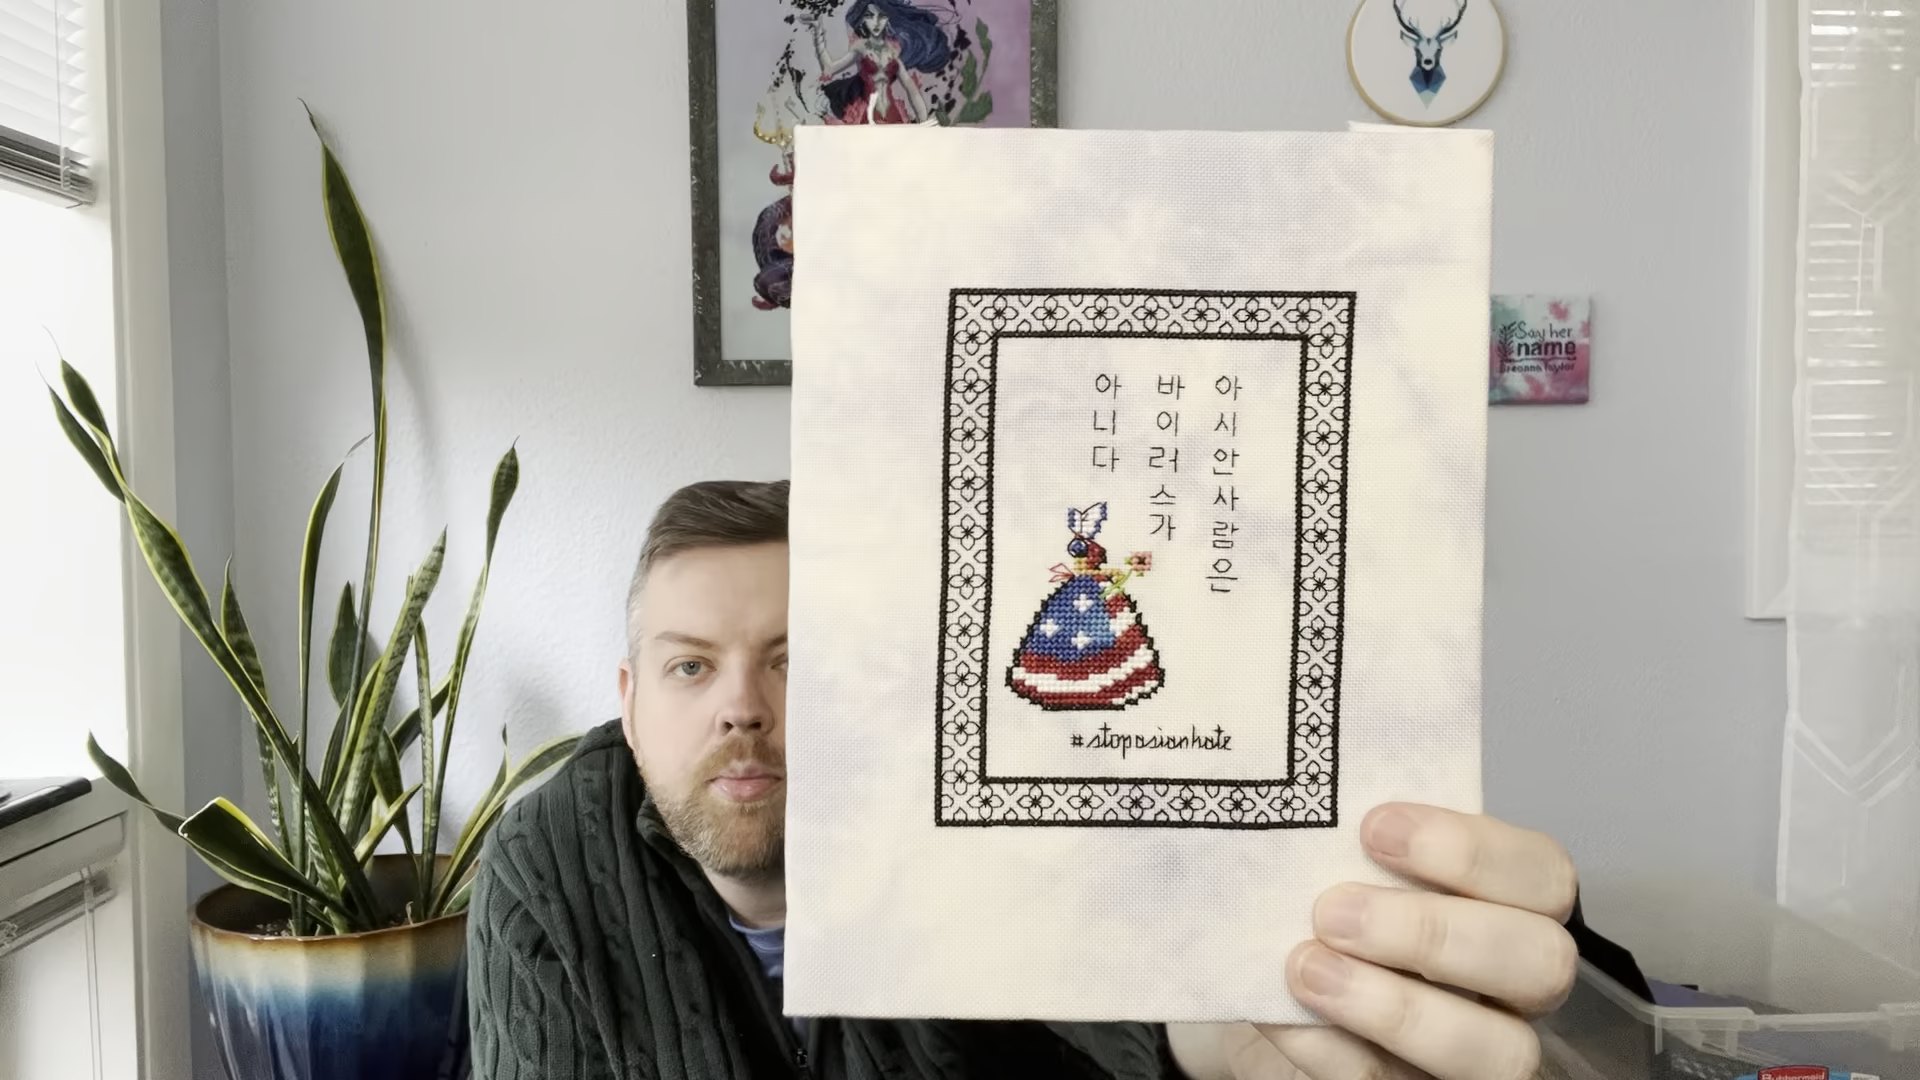 아시안사람은
바이러스가
아니다
#stopasianhate
Say her
name
Breonna Taylor
Rubbermaid